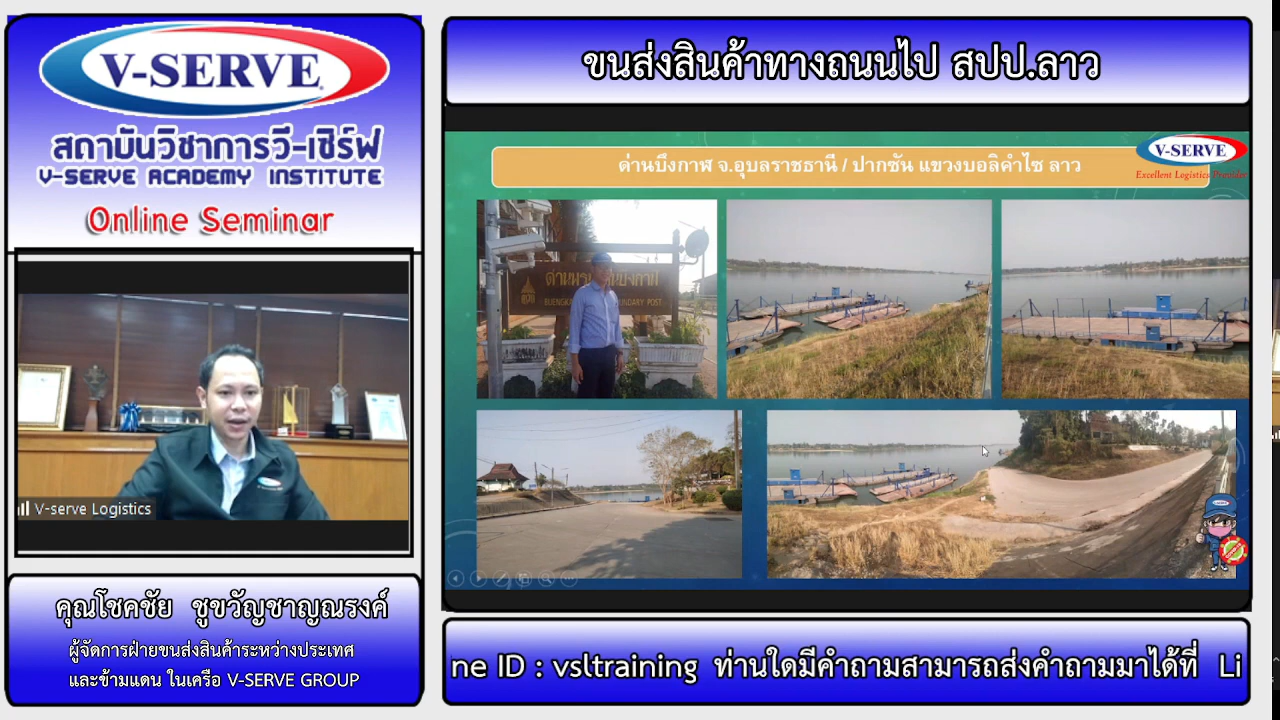 V-SERVE
สถาบันวิชาการวี-เซิร์ฟ
V-SERVE ACADEMY INSTITUTE
Online Seminar
V-serve Logistics
คุณโชคชัย ชูขวัญชาญณรงค์
ผู้จัดการฝ่ายขนส่งสินค้าระหว่างประเทศ
และข้ามแดน ในเครือ V-SERVE GROUP
ขนส่งสินค้าทางถนนไป สปป.ลาว
ด่านบึงกาฬ จ.อุบลราชธานี / ปากซัน แขวงบอลิคำไซ ลาว
V-SERVE
Excellent Logistics Provider
ne ID : vsltraining ท่านใดมีคำถามสามารถส่งคำถามมาได้ที่ Li